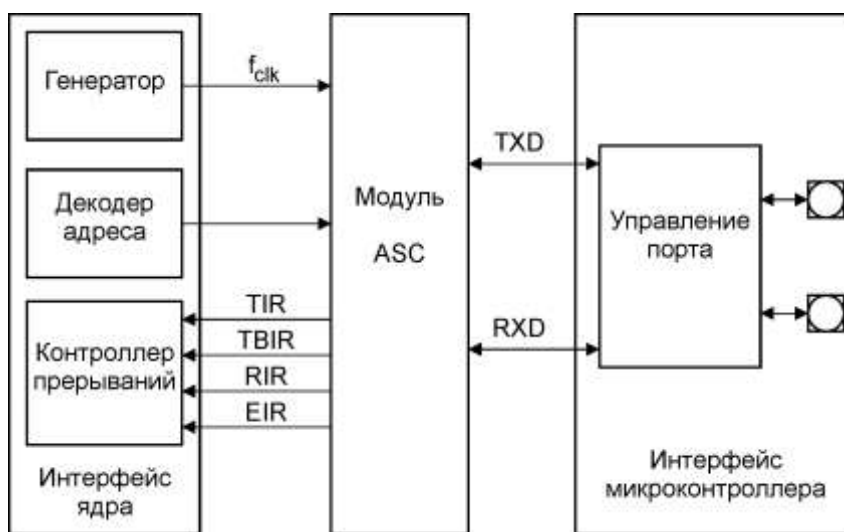 Генератор
f_clk
Декодер
адреса
TIR
TBIR
RIR
EIR
Контроллер
прерываний
Интерфейс
ядра
Модуль
ASC
TXD
RXD
Управление
порта
Интерфейс
микроконтроллера